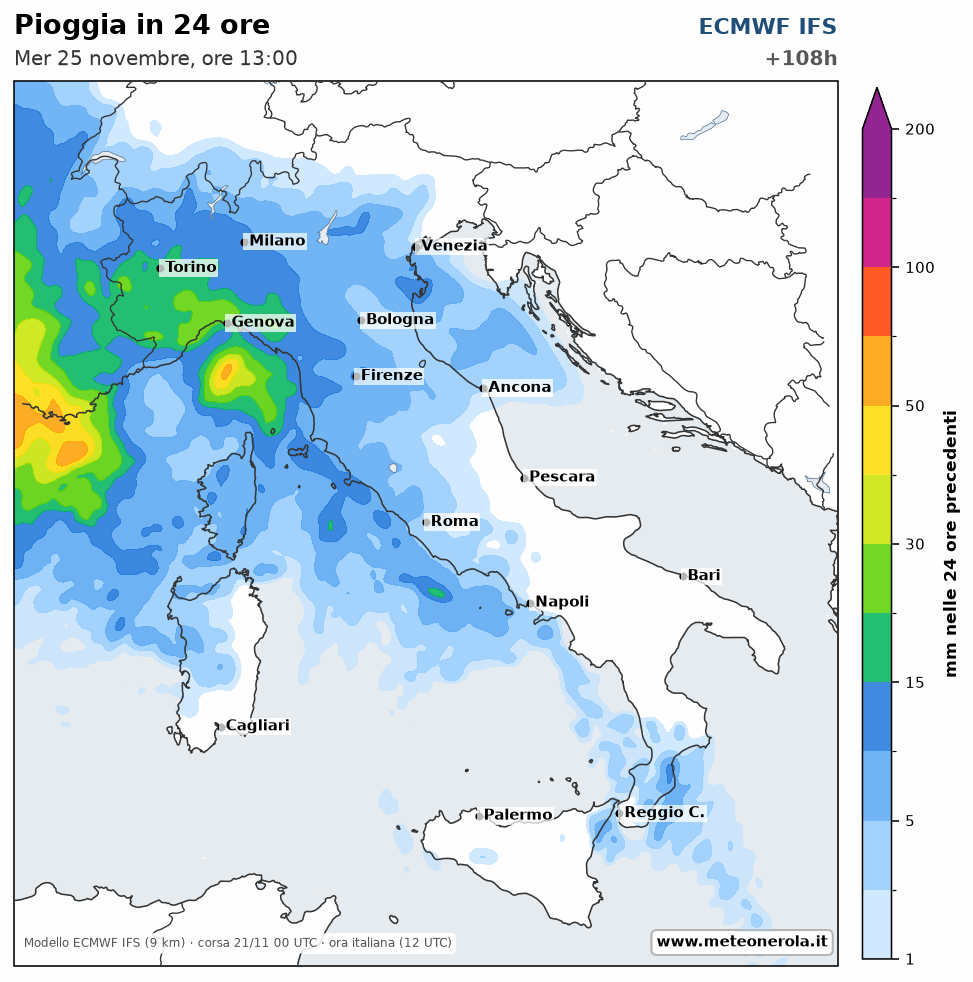 Pioggia in 24 ore
ECMWF IFS
Mer 25 novembre, ore 13:00
+108h
200
Milano
Venezia
Torino
100
Genova
Bologna
Firenze
Ancona
50
Pescara
Roma
30
Bari
Napoli
15
Cagliari
Palermo
Reggio C.
5
mm nelle 24 ore precedenti
Modello ECMWF IFS (9 km) · corsa 21/11 00 UTC · ora italiana (12 UTC)
www.meteonerola.it
1